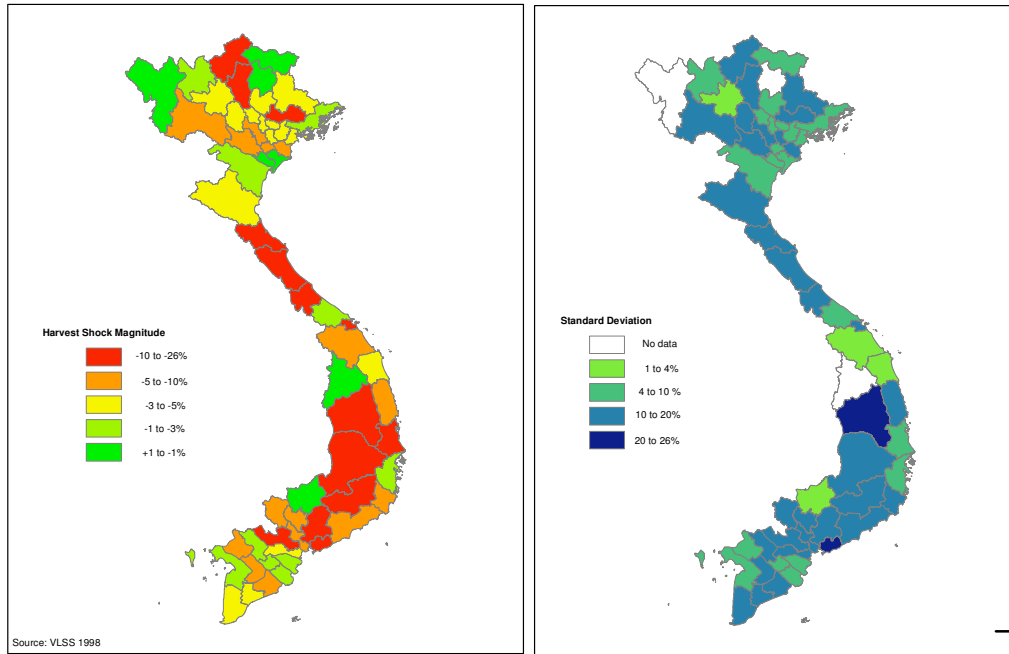 Harvest Shock Magnitude
-10 to -26%
-5 to -10%
-3 to -5%
-1 to -3%
+1 to -1%
Source: VLSS 1998
Standard Deviation
No data
1 to 4%
4 to 10 %
10 to 20%
20 to 26%